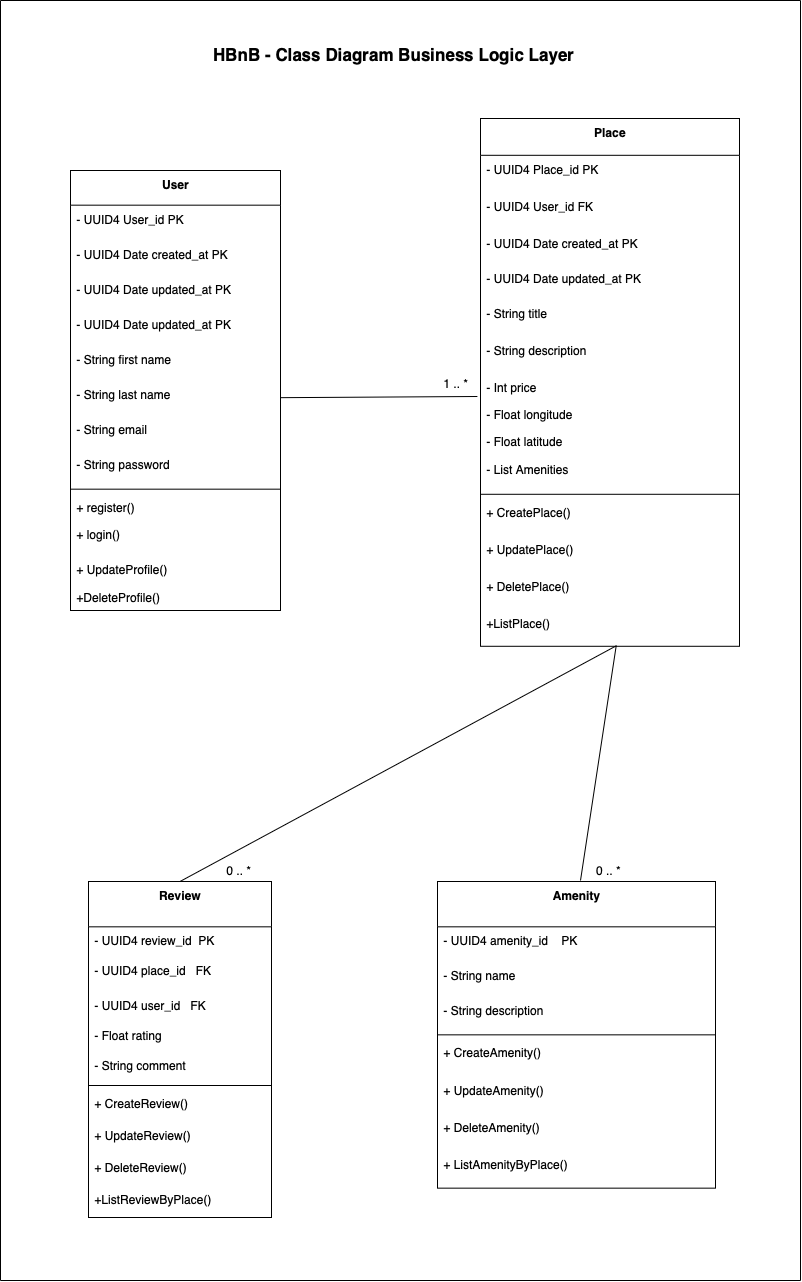 HBnB - Class Diagram Business Logic Layer
User
- UUID4 User_id PK
- UUID4 Date created_at PK
- UUID4 Date updated_at PK
- UUID4 Date updated_at PK
- String first name
- String last name
- String email
- String password
+ register()
+ login()
+ UpdateProfile()
+DeleteProfile()
1 .. *
Place
- UUID4 Place_id PK
- UUID4 User_id FK
- UUID4 Date created_at PK
- UUID4 Date updated_at PK
- String title
- String description
- Int price
- Float longitude
- Float latitude
- List Amenities
+ CreatePlace()
+ UpdatePlace()
+ DeletePlace()
+ListPlace()
0 .. *
Review
- UUID4 review_id PK
- UUID4 place_id FK
- UUID4 user_id FK
- Float rating
- String comment
+ CreateReview()
+ UpdateReview()
+ DeleteReview()
+ListReviewByPlace()
0 .. *
Amenity
- UUID4 amenity_id PK
- String name
- String description
+ CreateAmenity()
+ UpdateAmenity()
+ DeleteAmenity()
+ ListAmenityByPlace()